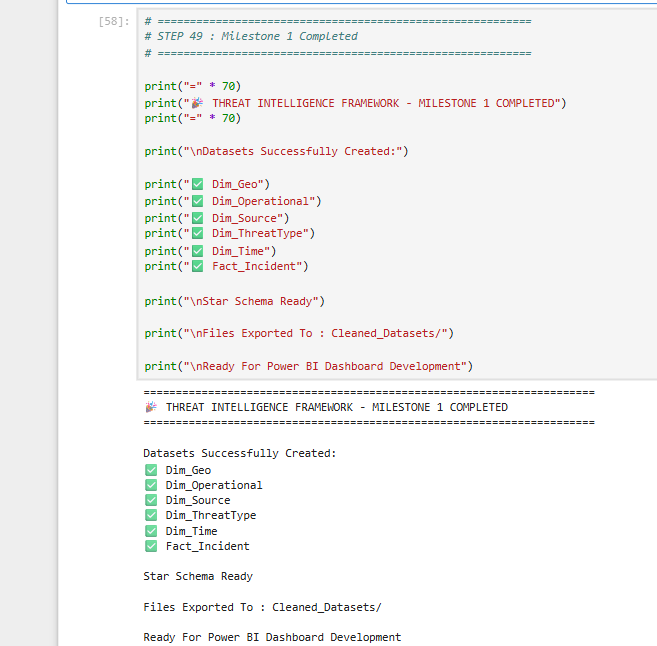 [58]: # ==========================================================
# STEP 49 : Milestone 1 Completed
# ==========================================================
print("=" * 70)
print("🎉 THREAT INTELLIGENCE FRAMEWORK - MILESTONE 1 COMPLETED")
print("=" * 70)
print("\nDatasets Successfully Created:")
print("✅ Dim_Geo")
print("✅ Dim_Operational")
print("✅ Dim_Source")
print("✅ Dim_ThreatType")
print("✅ Dim_Time")
print("✅ Fact_Incident")
print("\nStar Schema Ready")
print("\nFiles Exported To : Cleaned_Datasets/")
print("\nReady For Power BI Dashboard Development")
======================================================================
🎉 THREAT INTELLIGENCE FRAMEWORK - MILESTONE 1 COMPLETED
======================================================================
Datasets Successfully Created:
✅ Dim_Geo
✅ Dim_Operational
✅ Dim_Source
✅ Dim_ThreatType
✅ Dim_Time
✅ Fact_Incident
Star Schema Ready
Files Exported To : Cleaned_Datasets/
Ready For Power BI Dashboard Development